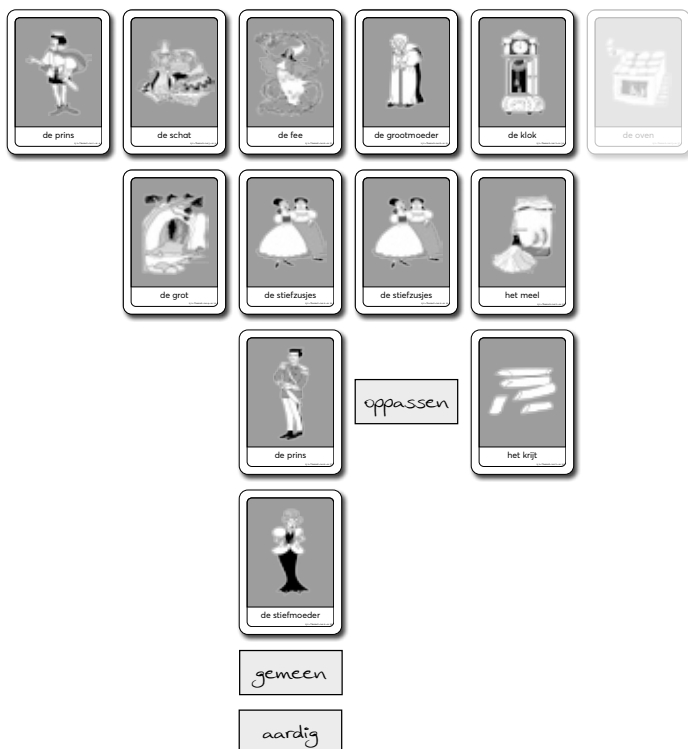 de prins
de schat
de fee
de grootmoeder
de klok
de oven
de grot
de stiefzusjes
de stiefzusjes
het meel
de prins
oppassen
het krijt
de stiefmoeder
gemeen
aardig